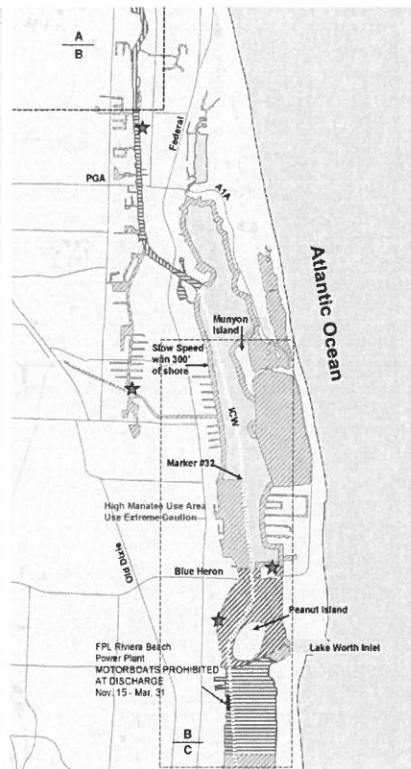 A
B
Federal
PGA
A1A
Atlantic Ocean
Munyon
Island
Slow Speed
w/in 300'
of shore
ICW
Marker #32
High Manatee Use Area
Use Extreme Caution
Old Dixie
Blue Heron
Peanut Island
Lake Worth Inlet
FPL Riviera Beach
Power Plant
MOTORBOATS PROHIBITED
AT DISCHARGE
Nov. 15 - Mar. 31
B
C